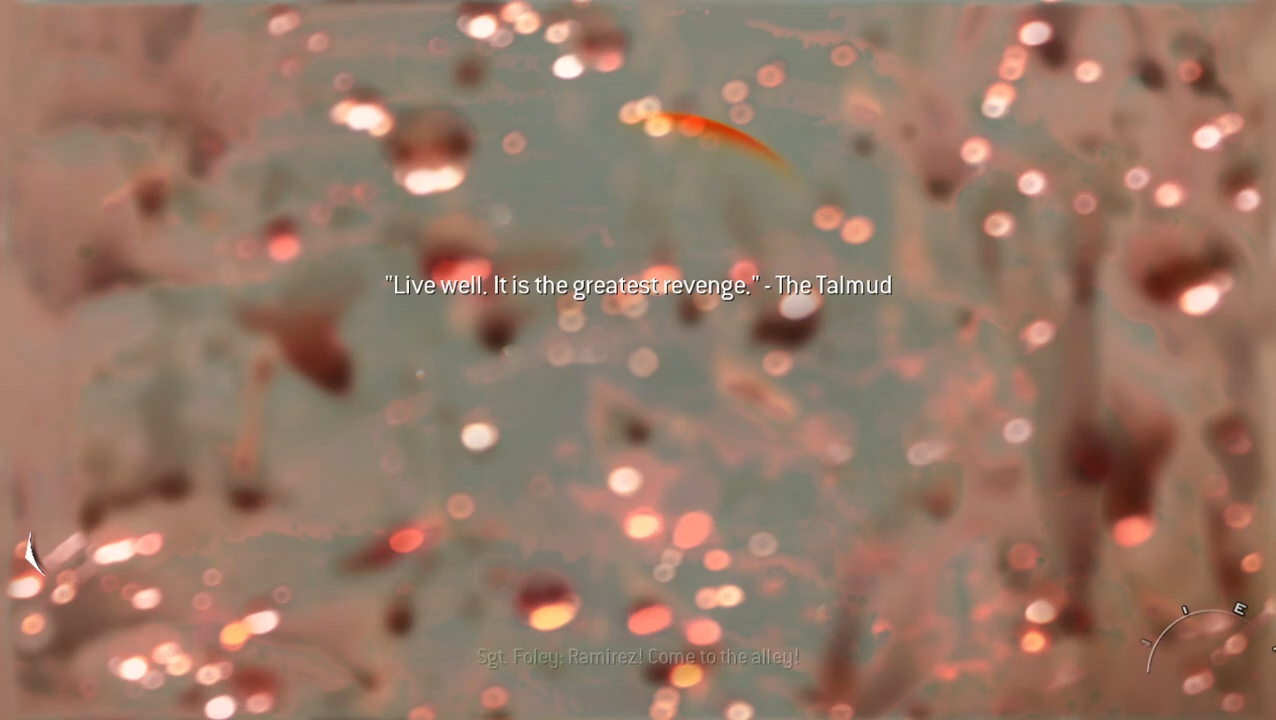 "Live well. It is the greatest revenge." - The Talmud
Sgt. Foley: Ramirez! Come to the alley!
E